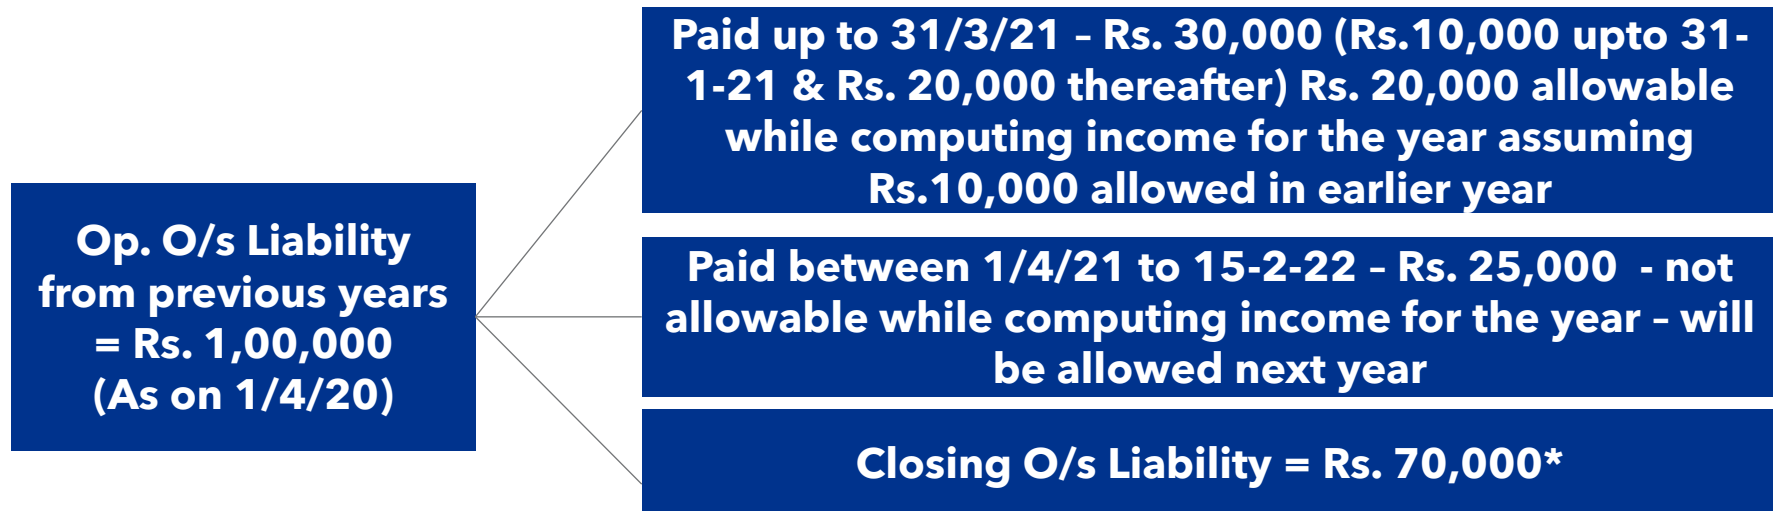 Op. O/s Liability
from previous years
= Rs. 1,00,000
(As on 1/4/20)
Paid up to 31/3/21 – Rs. 30,000 (Rs.10,000 upto 31-
1-21 & Rs. 20,000 thereafter) Rs. 20,000 allowable
while computing income for the year assuming
Rs.10,000 allowed in earlier year
Paid between 1/4/21 to 15-2-22 – Rs. 25,000 - not
allowable while computing income for the year – will
be allowed next year
Closing O/s Liability = Rs. 70,000*